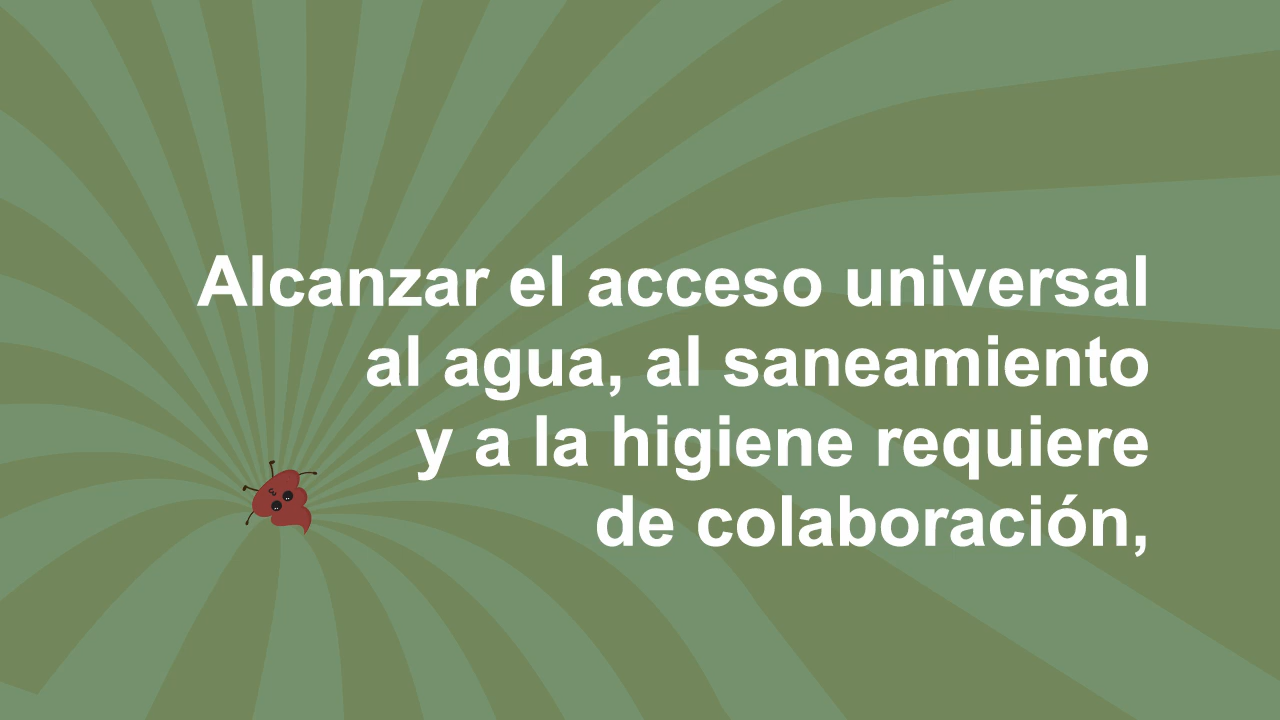 Alcanzar el acceso universal
al agua, al saneamiento
y a la higiene requiere
de colaboración,